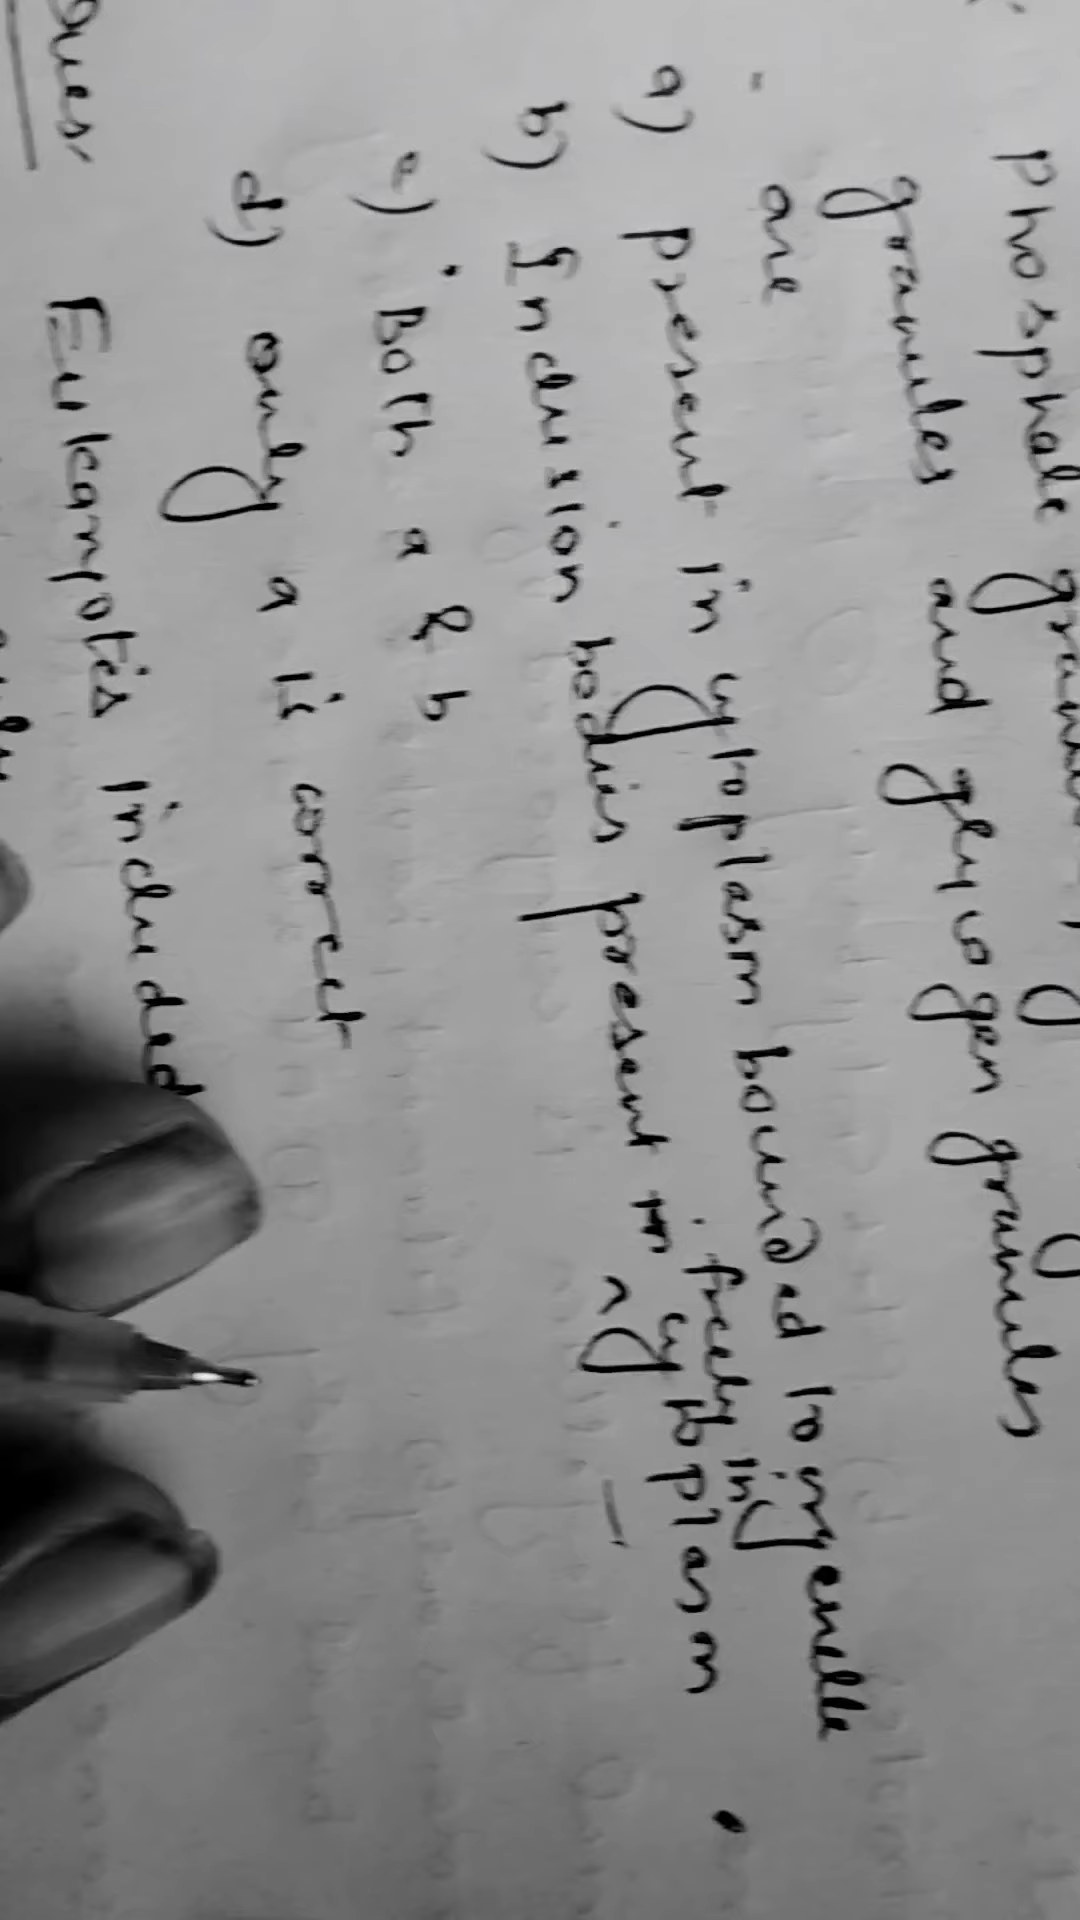 Phosphate granules,
granules and glycogen granules
- are
a) present in cytoplasm bounded to organelle
b) Inclusion bodies present freely in cytoplasm
c) Both a & b
d) only a is correct
Ques. Eukaryotes included